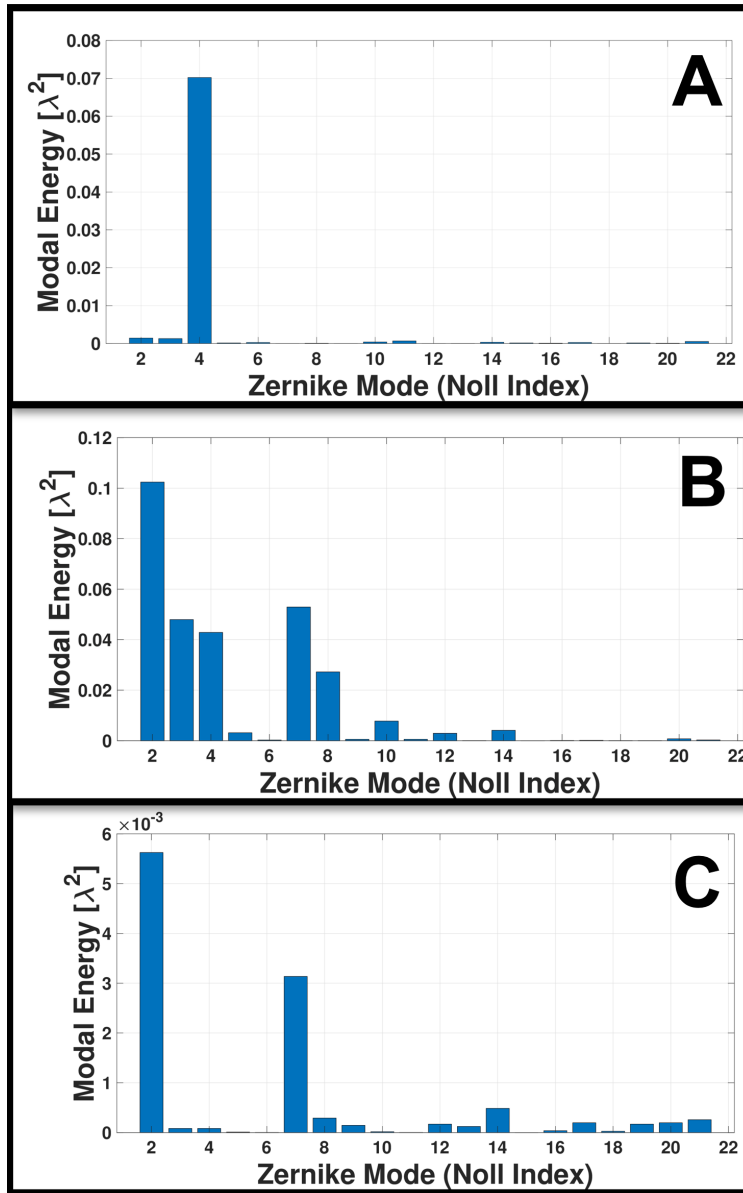 A
Modal Energy [λ^2]
0.08
0.07
0.06
0.05
0.04
0.03
0.02
0.01
0
2 4 6 8 10 12 14 16 18 20 22
Zernike Mode (Noll Index)
B
Modal Energy [λ^2]
0.12
0.1
0.08
0.06
0.04
0.02
0
2 4 6 8 10 12 14 16 18 20 22
Zernike Mode (Noll Index)
C
Modal Energy [λ^2]
×10^-3
6
5
4
3
2
1
0
2 4 6 8 10 12 14 16 18 20 22
Zernike Mode (Noll Index)